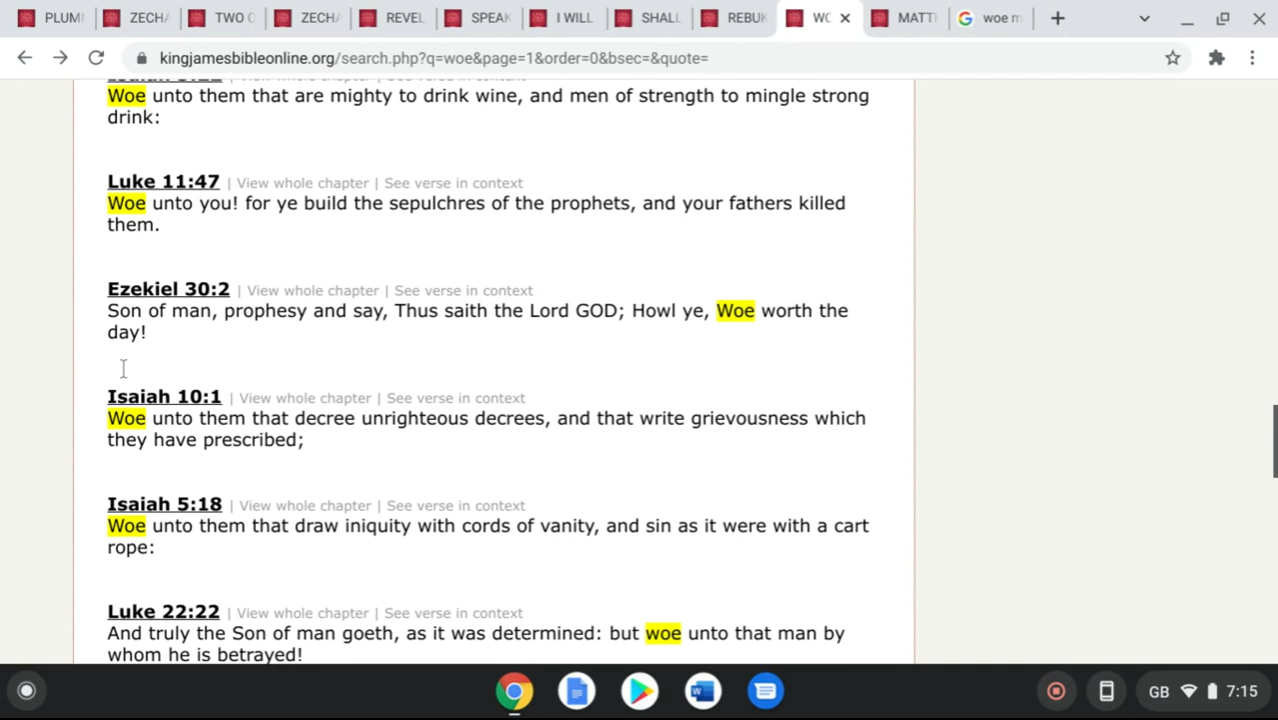 PLUMM
ZECHA
TWO O
ZECHA
REVEL
SPEAK
I WILL
SHALL
REBUK
WO
MATTH
woe m
kingjamesbibleonline.org/search.php?q=woe&page=1&order=0&bsec=&quote=
Woe unto them that are mighty to drink wine, and men of strength to mingle strong
drink:
Luke 11:47 | View whole chapter | See verse in context
Woe unto you! for ye build the sepulchres of the prophets, and your fathers killed
them.
Ezekiel 30:2 | View whole chapter | See verse in context
Son of man, prophesy and say, Thus saith the Lord GOD; Howl ye, Woe worth the
day!
Isaiah 10:1 | View whole chapter | See verse in context
Woe unto them that decree unrighteous decrees, and that write grievousness which
they have prescribed;
Isaiah 5:18 | View whole chapter | See verse in context
Woe unto them that draw iniquity with cords of vanity, and sin as it were with a cart
rope:
Luke 22:22 | View whole chapter | See verse in context
And truly the Son of man goeth, as it was determined: but woe unto that man by
whom he is betrayed!
GB 7:15